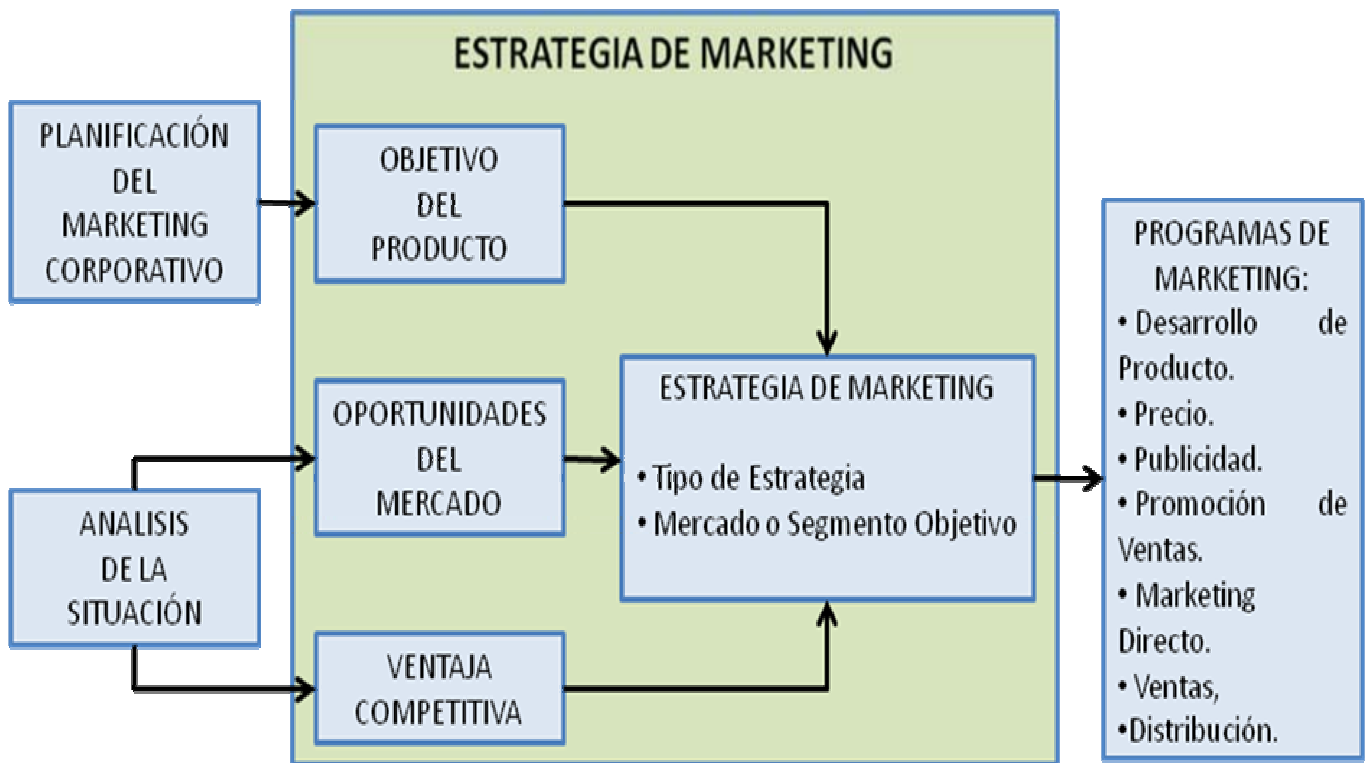 ESTRATEGIA DE MARKETING
PLANIFICACIÓN
DEL
MARKETING
CORPORATIVO
OBJETIVO
DEL
PRODUCTO
OPORTUNIDADES
DEL
MERCADO
ANALISIS
DE LA
SITUACIÓN
VENTAJA
COMPETITIVA
ESTRATEGIA DE MARKETING
• Tipo de Estrategia
• Mercado o Segmento Objetivo
PROGRAMAS DE
MARKETING:
• Desarrollo de
Producto.
• Precio.
• Publicidad.
• Promoción de
Ventas.
• Marketing
Directo.
• Ventas,
•Distribución.